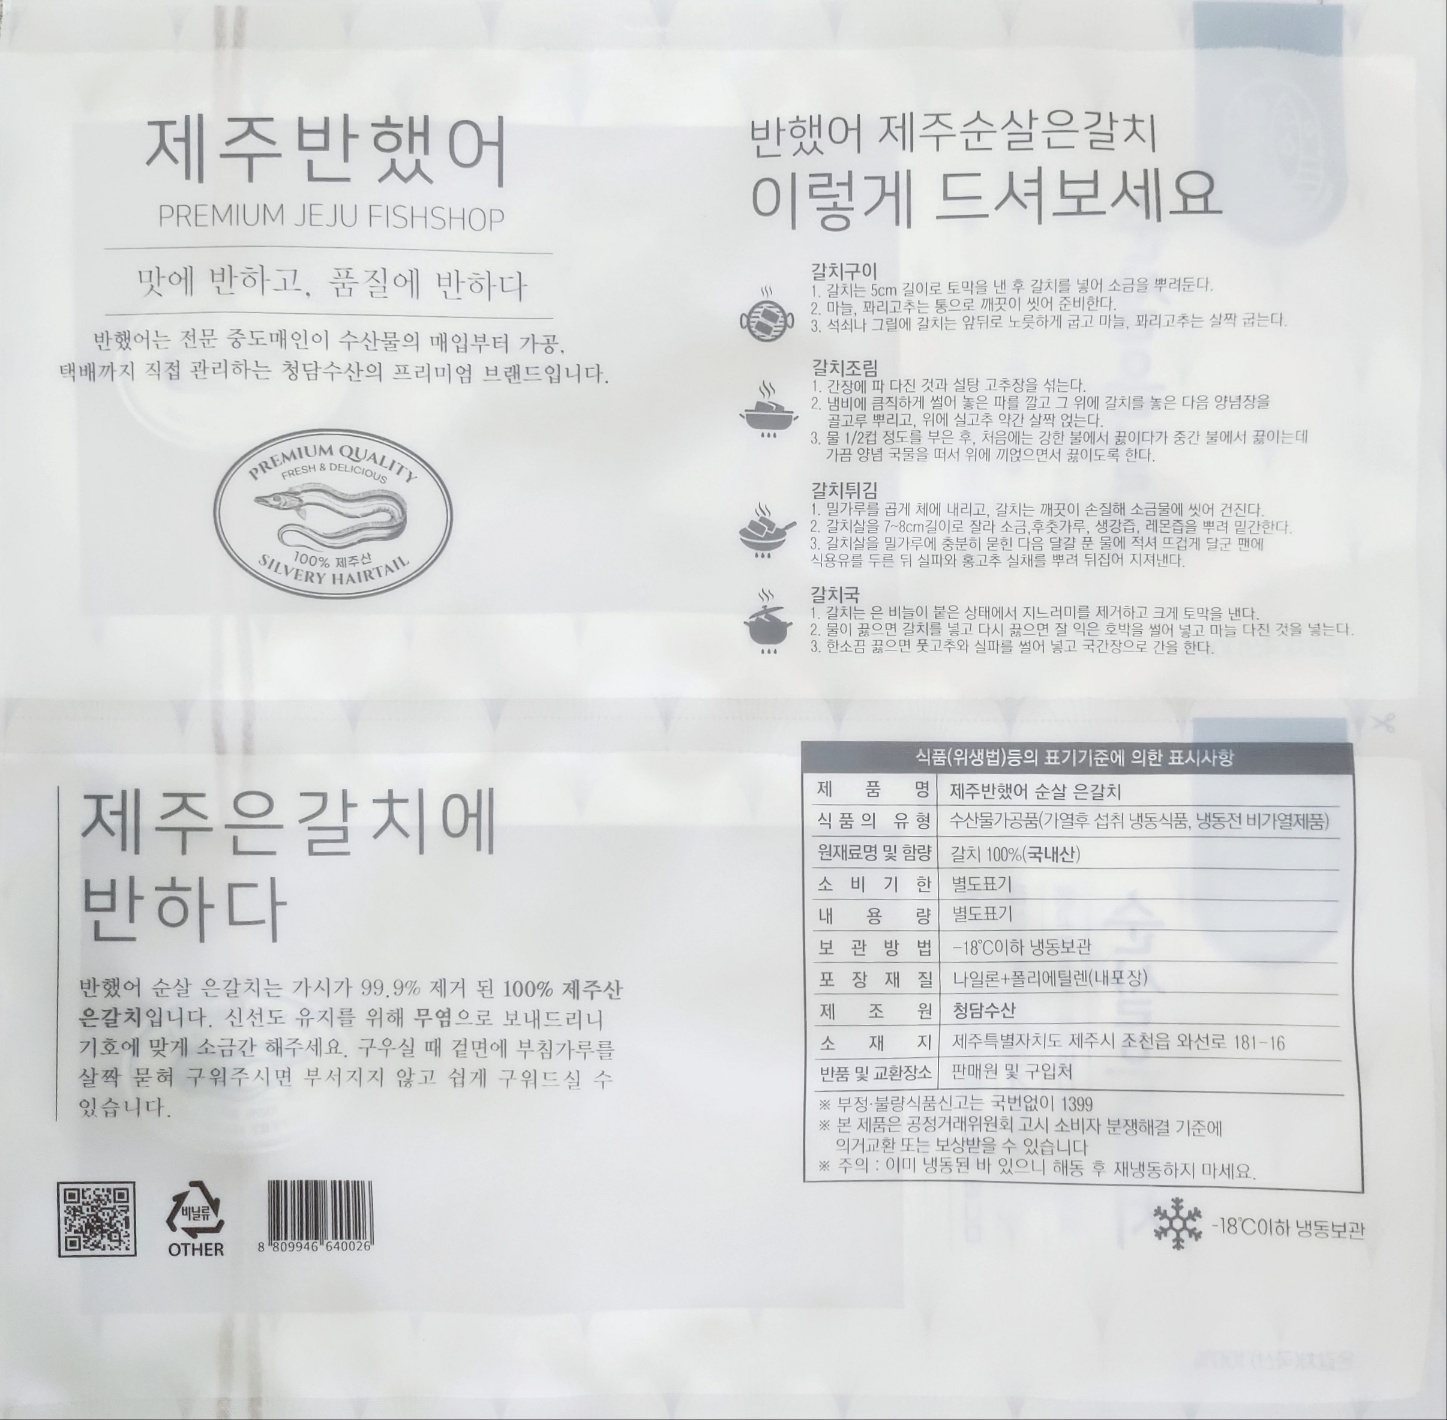 제주반했어
PREMIUM JEJU FISHSHOP
맛에 반하고, 품질에 반하다
반했어는 전문 중도매인이 수산물의 매입부터 가공,
택배까지 직접 관리하는 청담수산의 프리미엄 브랜드입니다.
PREMIUM QUALITY
FRESH & DELICIOUS
100% 제주산
SILVERY HAIRTAIL
반했어 제주순살은갈치
이렇게 드셔보세요
갈치구이
1. 갈치는 5cm 길이로 토막을 낸 후 갈치를 넣어 소금을 뿌려둔다.
2. 마늘, 꽈리고추는 통으로 깨끗이 씻어 준비한다.
3. 석쇠나 그릴에 갈치는 앞뒤로 노릇하게 굽고 마늘, 꽈리고추는 살짝 굽는다.
갈치조림
1. 간장에 파 다진 것과 설탕 고추장을 섞는다.
2. 냄비에 큼직하게 썰어 놓은 파를 깔고 그 위에 갈치를 놓은 다음 양념장을
골고루 뿌리고, 위에 실고추 약간 살짝 얹는다.
3. 물 1/2컵 정도를 부은 후, 처음에는 강한 불에서 끓이다가 중간 불에서 끓이는데
가끔 양념 국물을 떠서 위에 끼얹으면서 끓이도록 한다.
갈치튀김
1. 밀가루를 곱게 체에 내리고, 갈치는 깨끗이 손질해 소금물에 씻어 건진다.
2. 갈치살을 7~8cm길이로 잘라 소금,후춧가루, 생강즙, 레몬즙을 뿌려 밑간한다.
3. 갈치살을 밀가루에 충분히 묻힌 다음 달걀 푼 물에 적셔 뜨겁게 달군 팬에
식용유를 두른 뒤 실파와 홍고추 실채를 뿌려 뒤집어 지져낸다.
갈치국
1. 갈치는 은 비늘이 붙은 상태에서 지느러미를 제거하고 크게 토막을 낸다.
2. 물이 끓으면 갈치를 넣고 다시 끓으면 잘 익은 호박을 썰어 넣고 마늘 다진 것을 넣는다.
3. 한소끔 끓으면 풋고추와 실파를 썰어 넣고 국간장으로 간을 한다.
제주은갈치에
반하다
반했어 순살 은갈치는 가시가 99.9% 제거 된 100% 제주산
은갈치입니다. 신선도 유지를 위해 무염으로 보내드리니
기호에 맞게 소금간 해주세요. 구우실 때 겉면에 부침가루를
살짝 묻혀 구워주시면 부서지지 않고 쉽게 구워드실 수
있습니다.
비닐류
OTHER
8 809946 640026
식품(위생법)등의 표기기준에 의한 표시사항
제 품 명 제주반했어 순살 은갈치
식품의 유형 수산물가공품(가열후 섭취 냉동식품, 냉동전 비가열제품)
원재료명 및 함량 갈치 100%(국내산)
소 비 기 한 별도표기
내 용 량 별도표기
보 관 방 법 -18℃이하 냉동보관
포 장 재 질 나일론+폴리에틸렌(내포장)
제 조 원 청담수산
소 재 지 제주특별자치도 제주시 조천읍 와선로 181-16
반품 및 교환장소 판매원 및 구입처
※ 부정·불량식품신고는 국번없이 1399
※ 본 제품은 공정거래위원회 고시 소비자 분쟁해결 기준에
의거교환 또는 보상받을 수 있습니다
※ 주의 : 이미 냉동된 바 있으니 해동 후 재냉동하지 마세요.
-18℃이하 냉동보관